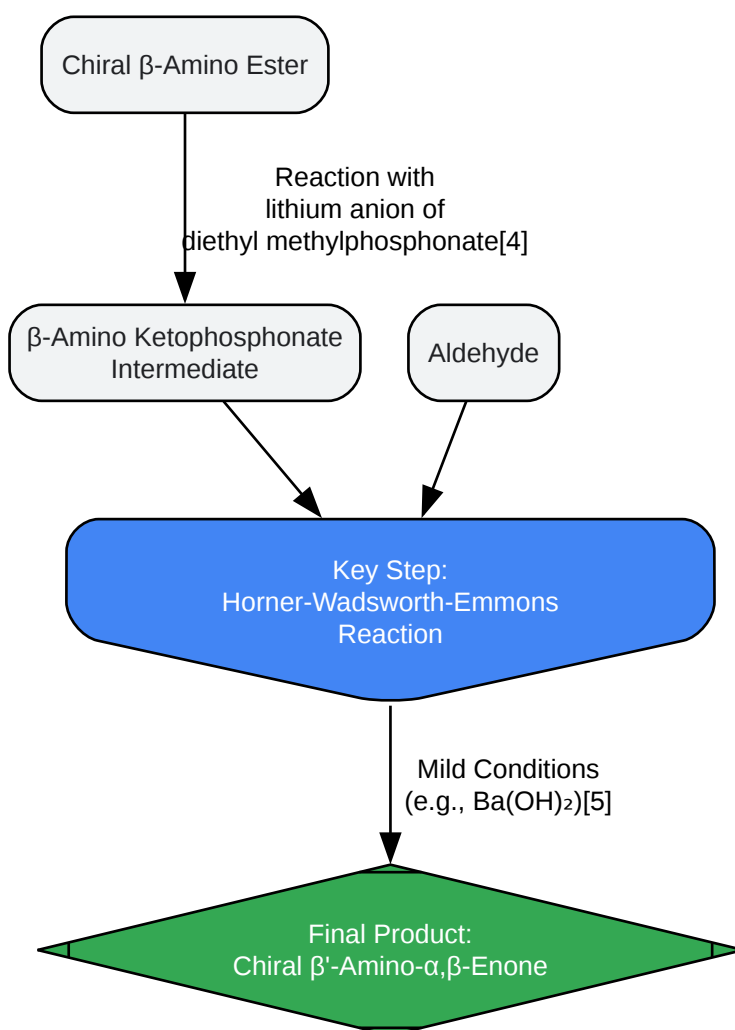 Chiral β-Amino Ester
Reaction with
lithium anion of
diethyl methylphosphonate[4]
β-Amino Ketophosphonate
Intermediate
Aldehyde
Key Step:
Horner-Wadsworth-Emmons
Reaction
Mild Conditions
(e.g., Ba(OH)₂)[5]
Final Product:
Chiral β'-Amino-α,β-Enone